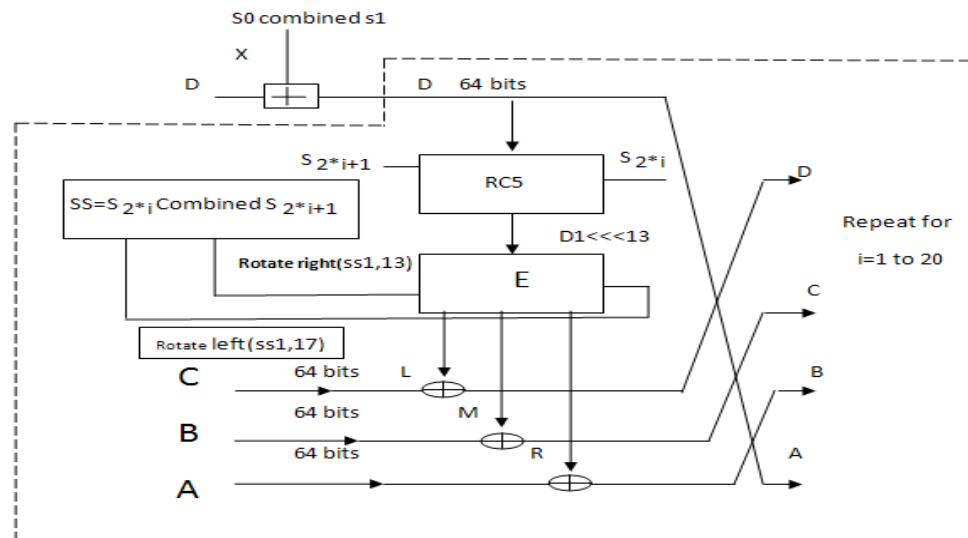 S0 combined s1
X
D
D 64 bits
S 2*i+1
S 2*i
RC5
SS=S 2*i Combined S 2*i+1
D
D1<<<13
Repeat for
i=1 to 20
Rotate right(ss1,13)
E
C
Rotate left(ss1,17)
C
64 bits
L
B
64 bits
M
B
64 bits
R
A
A